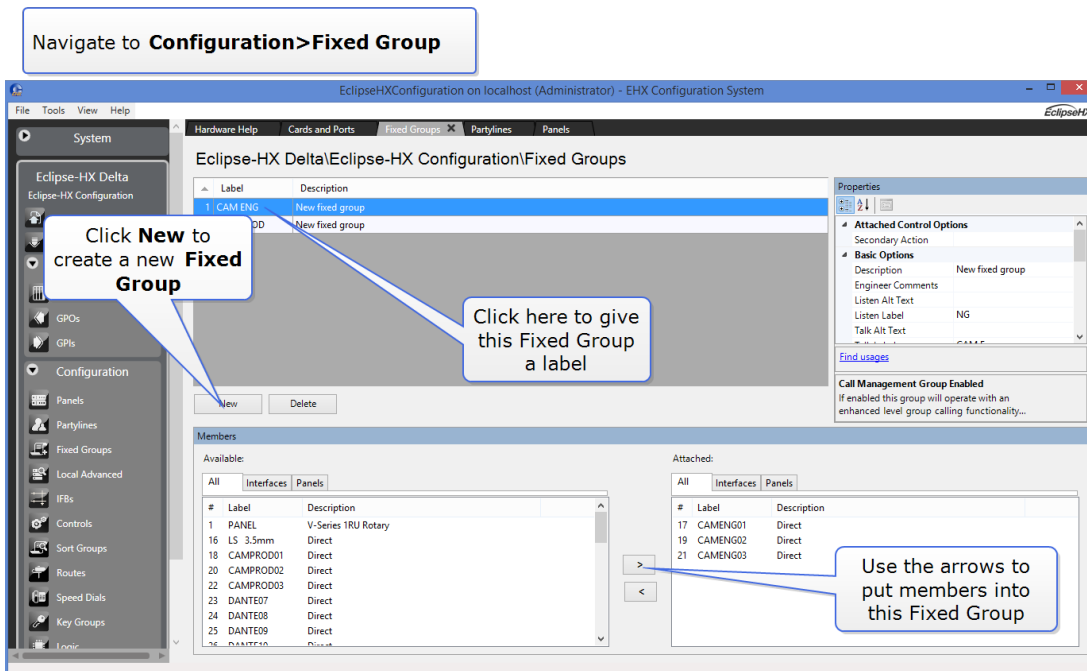 Navigate to Configuration>Fixed Group
EclipseHXConfiguration on localhost (Administrator) - EHX Configuration System
File Tools View Help
EclipseHX
System
Hardware Help Cards and Ports Fixed Groups Partylines Panels
Eclipse-HX Delta\Eclipse-HX Configuration\Fixed Groups
Eclipse-HX Delta
Eclipse-HX Configuration
Label Description
1 CAM ENG New fixed group
OD New fixed group
Click New to
create a new Fixed
Group
Click here to give
this Fixed Group
a label
GPOs
GPIs
Configuration
Panels
Partylines
Fixed Groups
Local Advanced
IFBs
Controls
Sort Groups
Routes
Speed Dials
Key Groups
Logic
Properties
Attached Control Options
Secondary Action
Basic Options
Description New fixed group
Engineer Comments
Listen Alt Text
Listen Label NG
Talk Alt Text
Find usages
Call Management Group Enabled
If enabled this group will operate with an
enhanced level group calling functionality...
New Delete
Members
Available:
All Interfaces Panels
# Label Description
1 PANEL V-Series 1RU Rotary
16 LS 3.5mm Direct
18 CAMPROD01 Direct
20 CAMPROD02 Direct
22 CAMPROD03 Direct
23 DANTE07 Direct
24 DANTE08 Direct
25 DANTE09 Direct
26 DANTE10 Direct
>
<
Attached:
All Interfaces Panels
# Label Description
17 CAMENG01 Direct
19 CAMENG02 Direct
21 CAMENG03 Direct
Use the arrows to
put members into
this Fixed Group